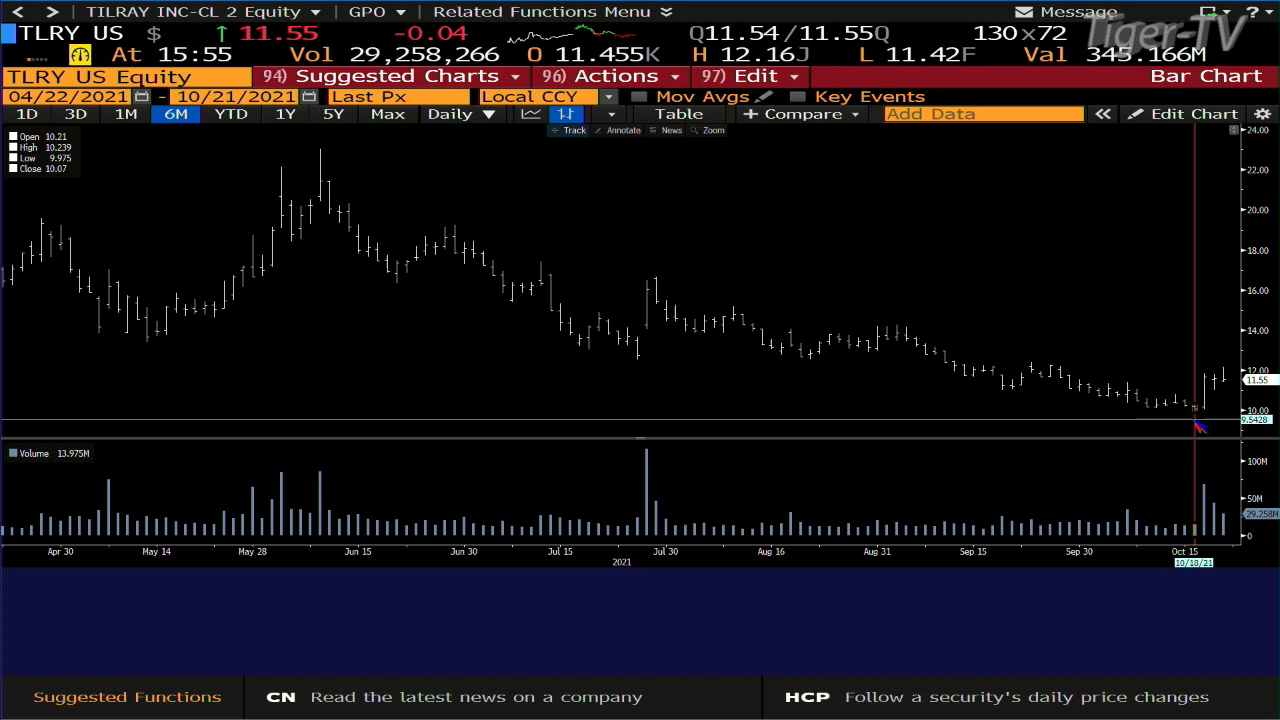 TILRAY INC-CL 2 Equity GPO Related Functions Menu Message ?
Tiger-TV
TLRY US $ ↑ 11.55 -0.04 Q11.54/11.55Q 130×72
At 15:55 Vol 29,258,266 O 11.455K H 12.16J L 11.42F Val 345.166M
TLRY US Equity 94) Suggested Charts 96) Actions 97) Edit Bar Chart
04/22/2021 - 10/21/2021 Last Px Local CCY Mov Avgs Key Events
1D 3D 1M 6M YTD 1Y 5Y Max Daily ▼ Table + Compare Add Data « Edit Chart
Track Annotate News Zoom
Open 10.21
High 10.239
Low 9.975
Close 10.07
24.00
22.00
20.00
18.00
16.00
14.00
12.00
11.55
10.00
9.5428
Volume 13.975M
100M
50M
29.258M
0
Apr 30 May 14 May 28 Jun 15 Jun 30 Jul 15 Jul 30 Aug 16 Aug 31 Sep 15 Sep 30 Oct 15
2021 10/18/21
Suggested Functions CN Read the latest news on a company HCP Follow a security's daily price changes